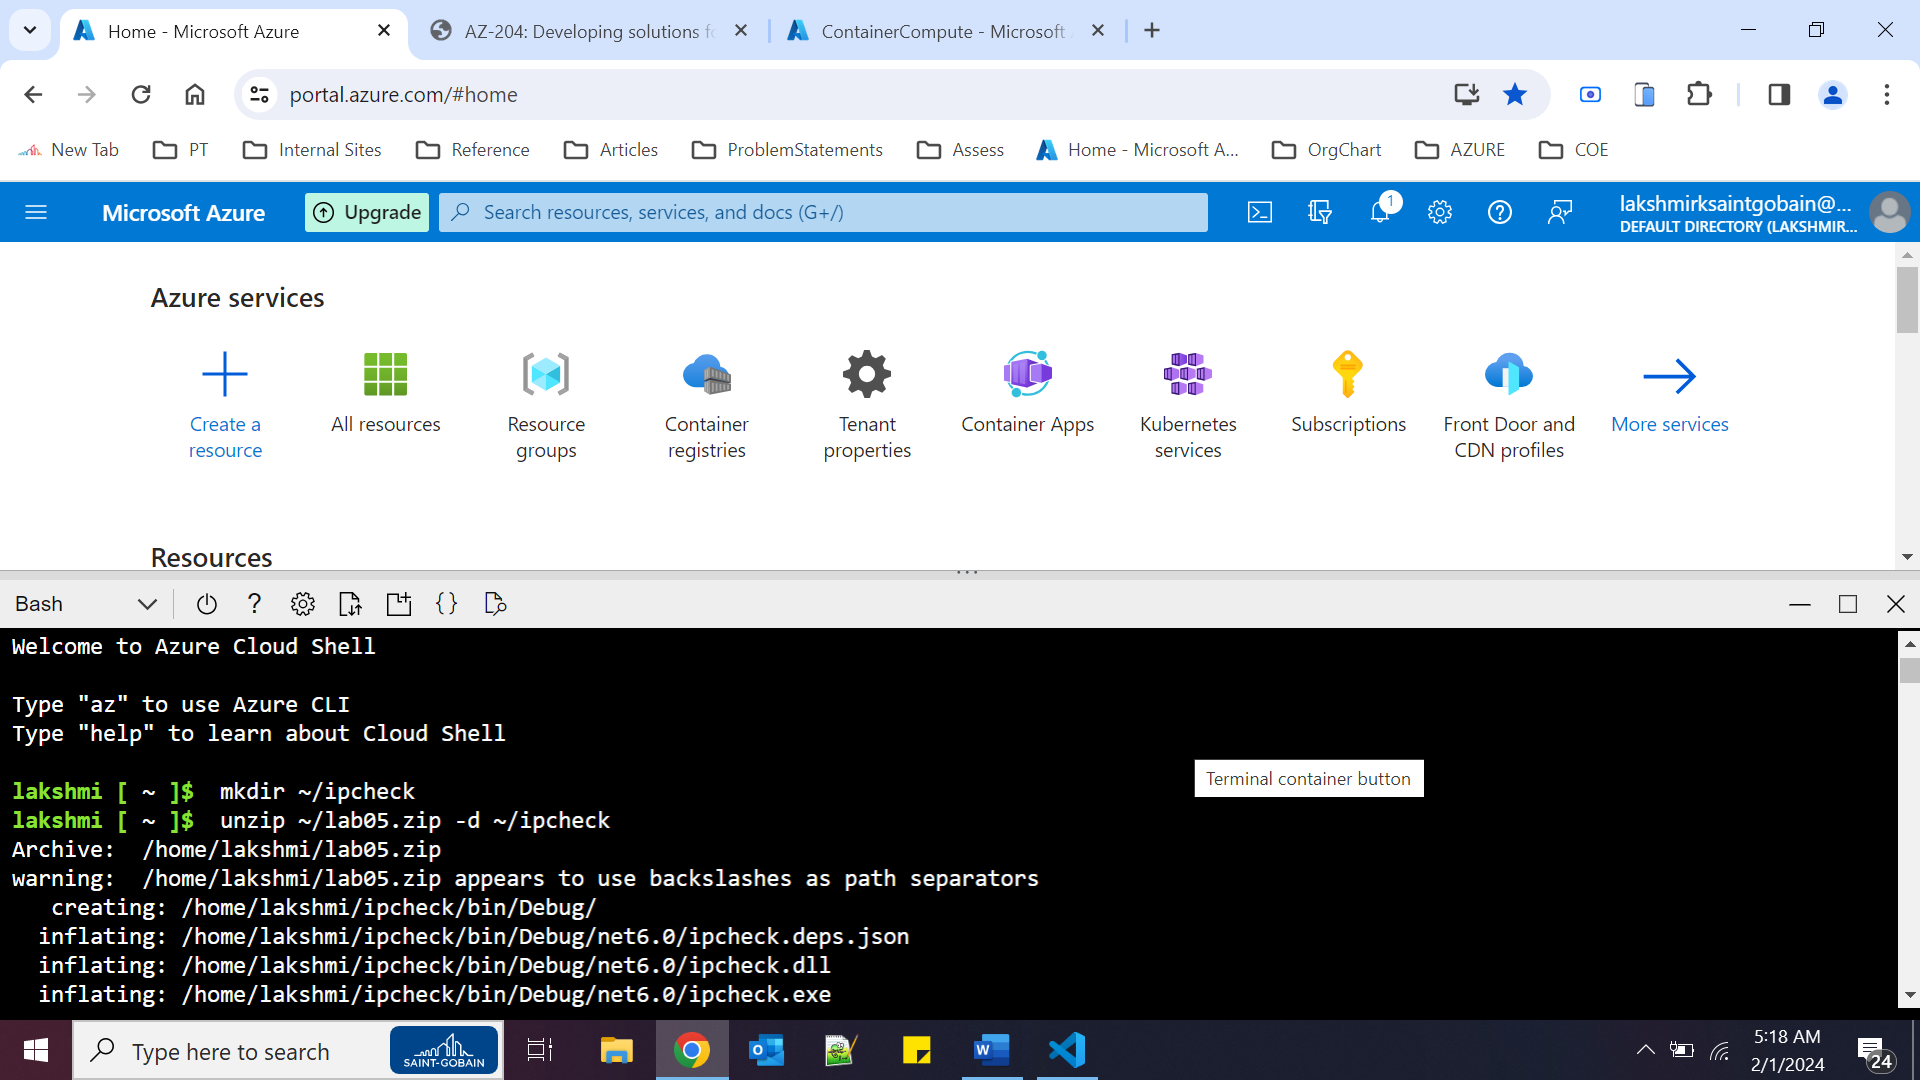 Home - Microsoft Azure
AZ-204: Developing solutions fo
ContainerCompute - Microsoft
portal.azure.com/#home
New Tab
PT
Internal Sites
Reference
Articles
ProblemStatements
Assess
Home - Microsoft A...
OrgChart
AZURE
COE
Microsoft Azure
Upgrade
Search resources, services, and docs (G+/)
1
lakshmirksaintgobain@...
DEFAULT DIRECTORY (LAKSHMIR...
Azure services
Create a
resource
All resources
Resource
groups
Container
registries
Tenant
properties
Container Apps
Kubernetes
services
Subscriptions
Front Door and
CDN profiles
More services
Resources
Bash
Welcome to Azure Cloud Shell
Type "az" to use Azure CLI
Type "help" to learn about Cloud Shell
Terminal container button
lakshmi [ ~ ]$  mkdir ~/ipcheck
lakshmi [ ~ ]$  unzip ~/lab05.zip -d ~/ipcheck
Archive:  /home/lakshmi/lab05.zip
warning:  /home/lakshmi/lab05.zip appears to use backslashes as path separators
   creating: /home/lakshmi/ipcheck/bin/Debug/
  inflating: /home/lakshmi/ipcheck/bin/Debug/net6.0/ipcheck.deps.json
  inflating: /home/lakshmi/ipcheck/bin/Debug/net6.0/ipcheck.dll
  inflating: /home/lakshmi/ipcheck/bin/Debug/net6.0/ipcheck.exe
Type here to search
SAINT-GOBAIN
5:18 AM
2/1/2024
24